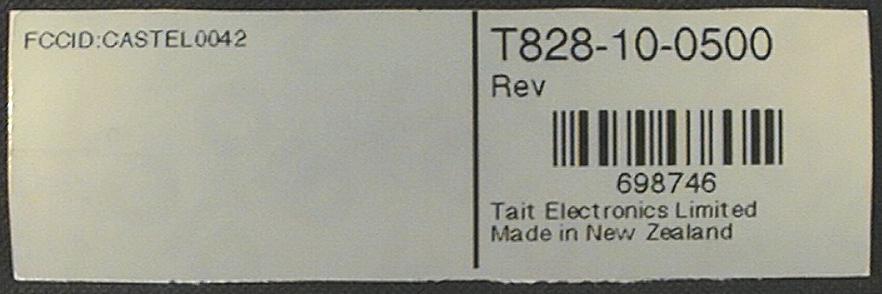 FCCID:CASTEL0042
T828-10-0500
Rev
698746
Tait Electronics Limited
Made in New Zealand